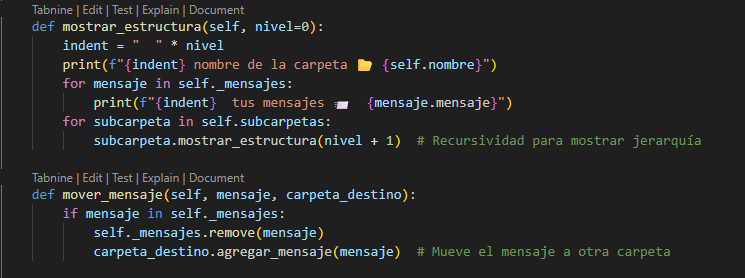 Tabnine | Edit | Test | Explain | Document
def mostrar_estructura(self, nivel=0):
    indent = "  " * nivel
    print(f"{indent} nombre de la carpeta 📂 {self.nombre}")
    for mensaje in self._mensajes:
        print(f"{indent}  tus mensajes 📨  {mensaje.mensaje}")
    for subcarpeta in self.subcarpetas:
        subcarpeta.mostrar_estructura(nivel + 1)  # Recursividad para mostrar jerarquía
Tabnine | Edit | Test | Explain | Document
def mover_mensaje(self, mensaje, carpeta_destino):
    if mensaje in self._mensajes:
        self._mensajes.remove(mensaje)
        carpeta_destino.agregar_mensaje(mensaje)  # Mueve el mensaje a otra carpeta